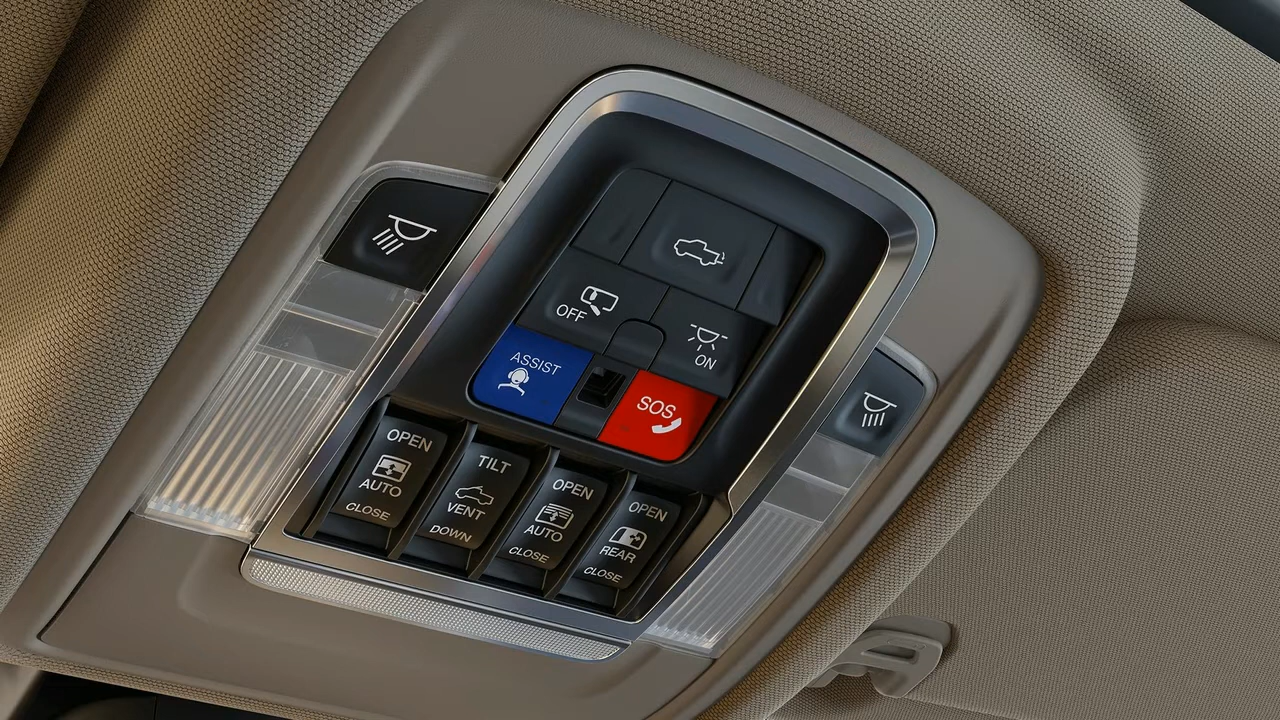 OFF
ON
ASSIST
SOS
OPEN
AUTO
CLOSE
TILT
VENT
DOWN
OPEN
AUTO
CLOSE
OPEN
REAR
CLOSE